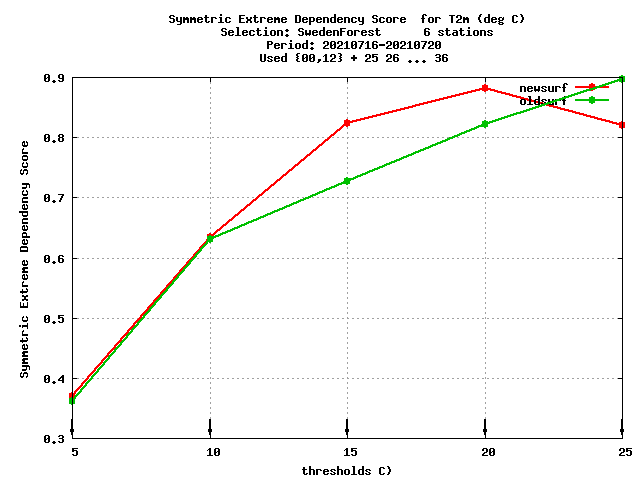 Symmetric Extreme Dependency Score  for T2m (deg C)
Selection: SwedenForest      6 stations
Period: 20210716-20210720
Used {00,12} + 25 26 ... 36
newsurf
oldsurf
0.9
0.8
0.7
0.6
0.5
0.4
0.3
Symmetric Extreme Dependency Score
5 10 15 20 25
thresholds C)